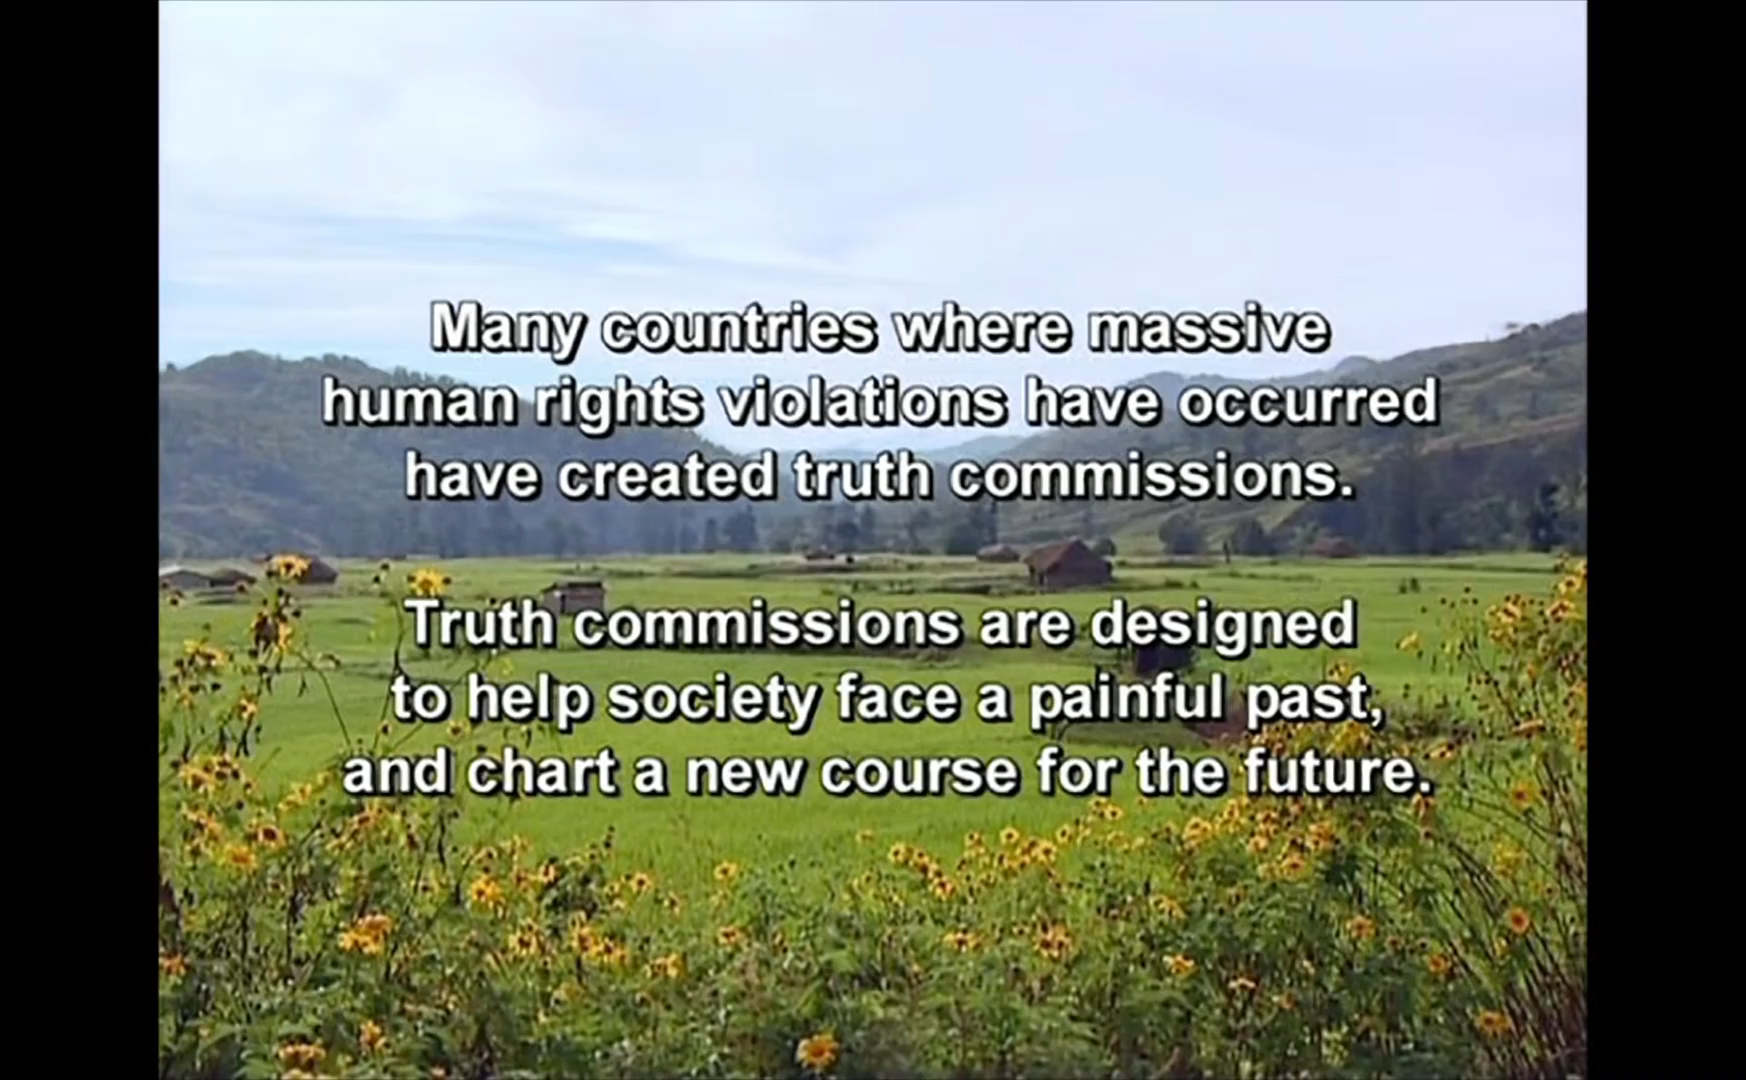 Many countries where massive
human rights violations have occurred
have created truth commissions.
Truth commissions are designed
to help society face a painful past,
and chart a new course for the future.